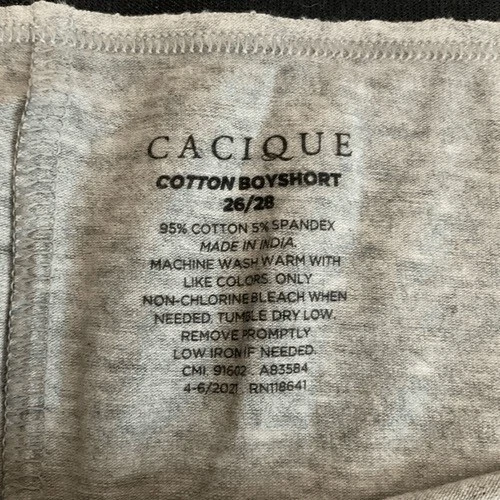 CACIQUE
COTTON BOYSHORT
26/28
95% COTTON 5% SPANDEX
MADE IN INDIA.
MACHINE WASH WARM WITH
LIKE COLORS. ONLY
NON-CHLORINE BLEACH WHEN
NEEDED. TUMBLE DRY LOW.
REMOVE PROMPTLY.
LOW IRON IF NEEDED.
CMI. 91602 . A83584
4-6/2021 . RN118641